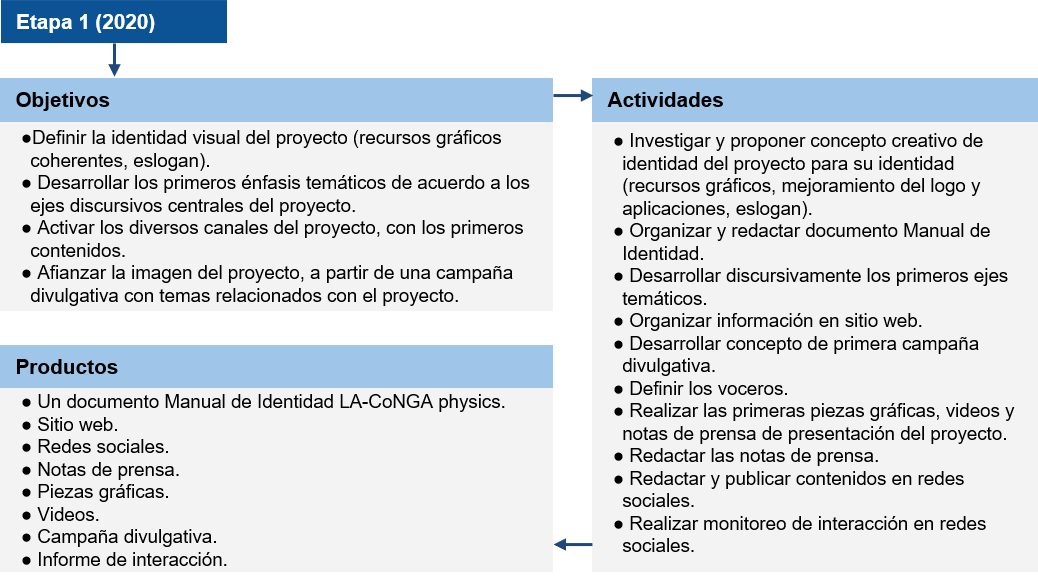 Etapa 1 (2020)
Objetivos
●Definir la identidad visual del proyecto (recursos gráficos
coherentes, eslogan).
● Desarrollar los primeros énfasis temáticos de acuerdo a los
ejes discursivos centrales del proyecto.
● Activar los diversos canales del proyecto, con los primeros
contenidos.
● Afianzar la imagen del proyecto, a partir de una campaña
divulgativa con temas relacionados con el proyecto.
Actividades
● Investigar y proponer concepto creativo de
identidad del proyecto para su identidad
(recursos gráficos, mejoramiento del logo y
aplicaciones, eslogan).
● Organizar y redactar documento Manual de
Identidad.
● Desarrollar discursivamente los primeros ejes
temáticos.
● Organizar información en sitio web.
● Desarrollar concepto de primera campaña
divulgativa.
● Definir los voceros.
● Realizar las primeras piezas gráficas, videos y
notas de prensa de presentación del proyecto.
● Redactar las notas de prensa.
● Redactar y publicar contenidos en redes
sociales.
● Realizar monitoreo de interacción en redes
sociales.
Productos
● Un documento Manual de Identidad LA-CoNGA physics.
● Sitio web.
● Redes sociales.
● Notas de prensa.
● Piezas gráficas.
● Videos.
● Campaña divulgativa.
● Informe de interacción.